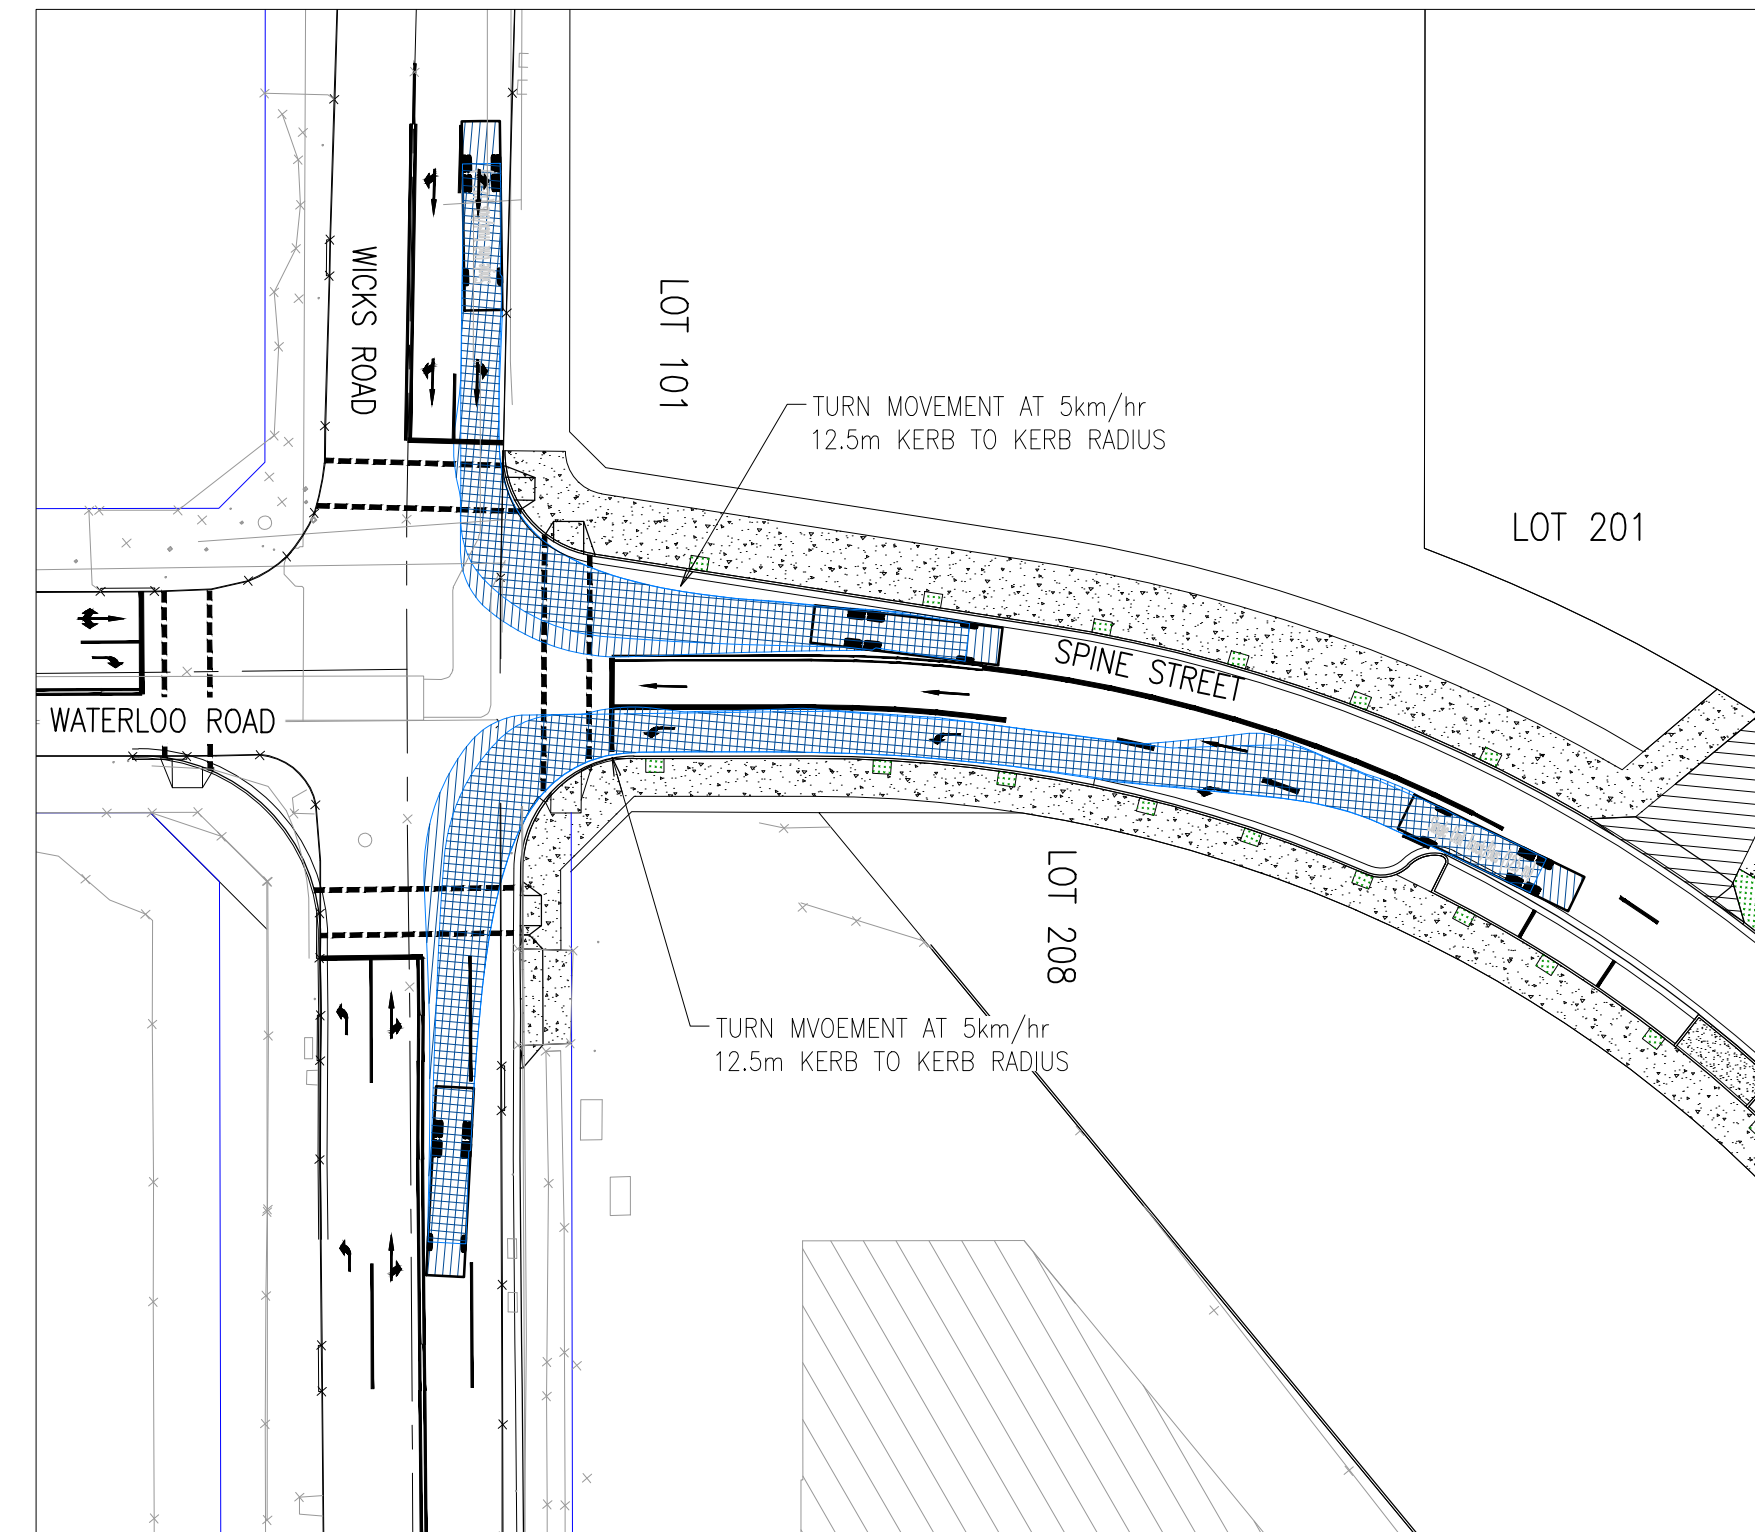 WICKS ROAD
LOT 101
TURN MOVEMENT AT 5km/hr
12.5m KERB TO KERB RADIUS
LOT 201
SPINE STREET
WATERLOO ROAD
LOT 208
TURN MVOEMENT AT 5km/hr
12.5m KERB TO KERB RADIUS